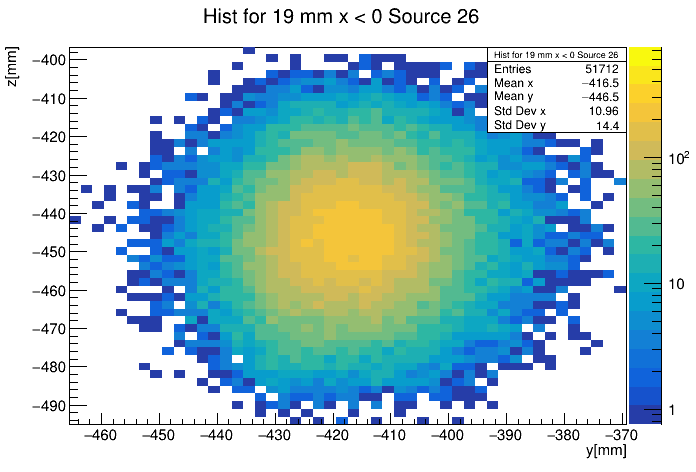 Hist for 19 mm x < 0 Source 26
z[mm]
−400
−410
−420
−430
−440
−450
−460
−470
−480
−490
Hist for 19 mm x < 0 Source 26
Entries 51712
Mean x −416.5
Mean y −446.5
Std Dev x 10.96
Std Dev y 14.4
10²
10
1
−460 −450 −440 −430 −420 −410 −400 −390 −380 −370
y[mm]